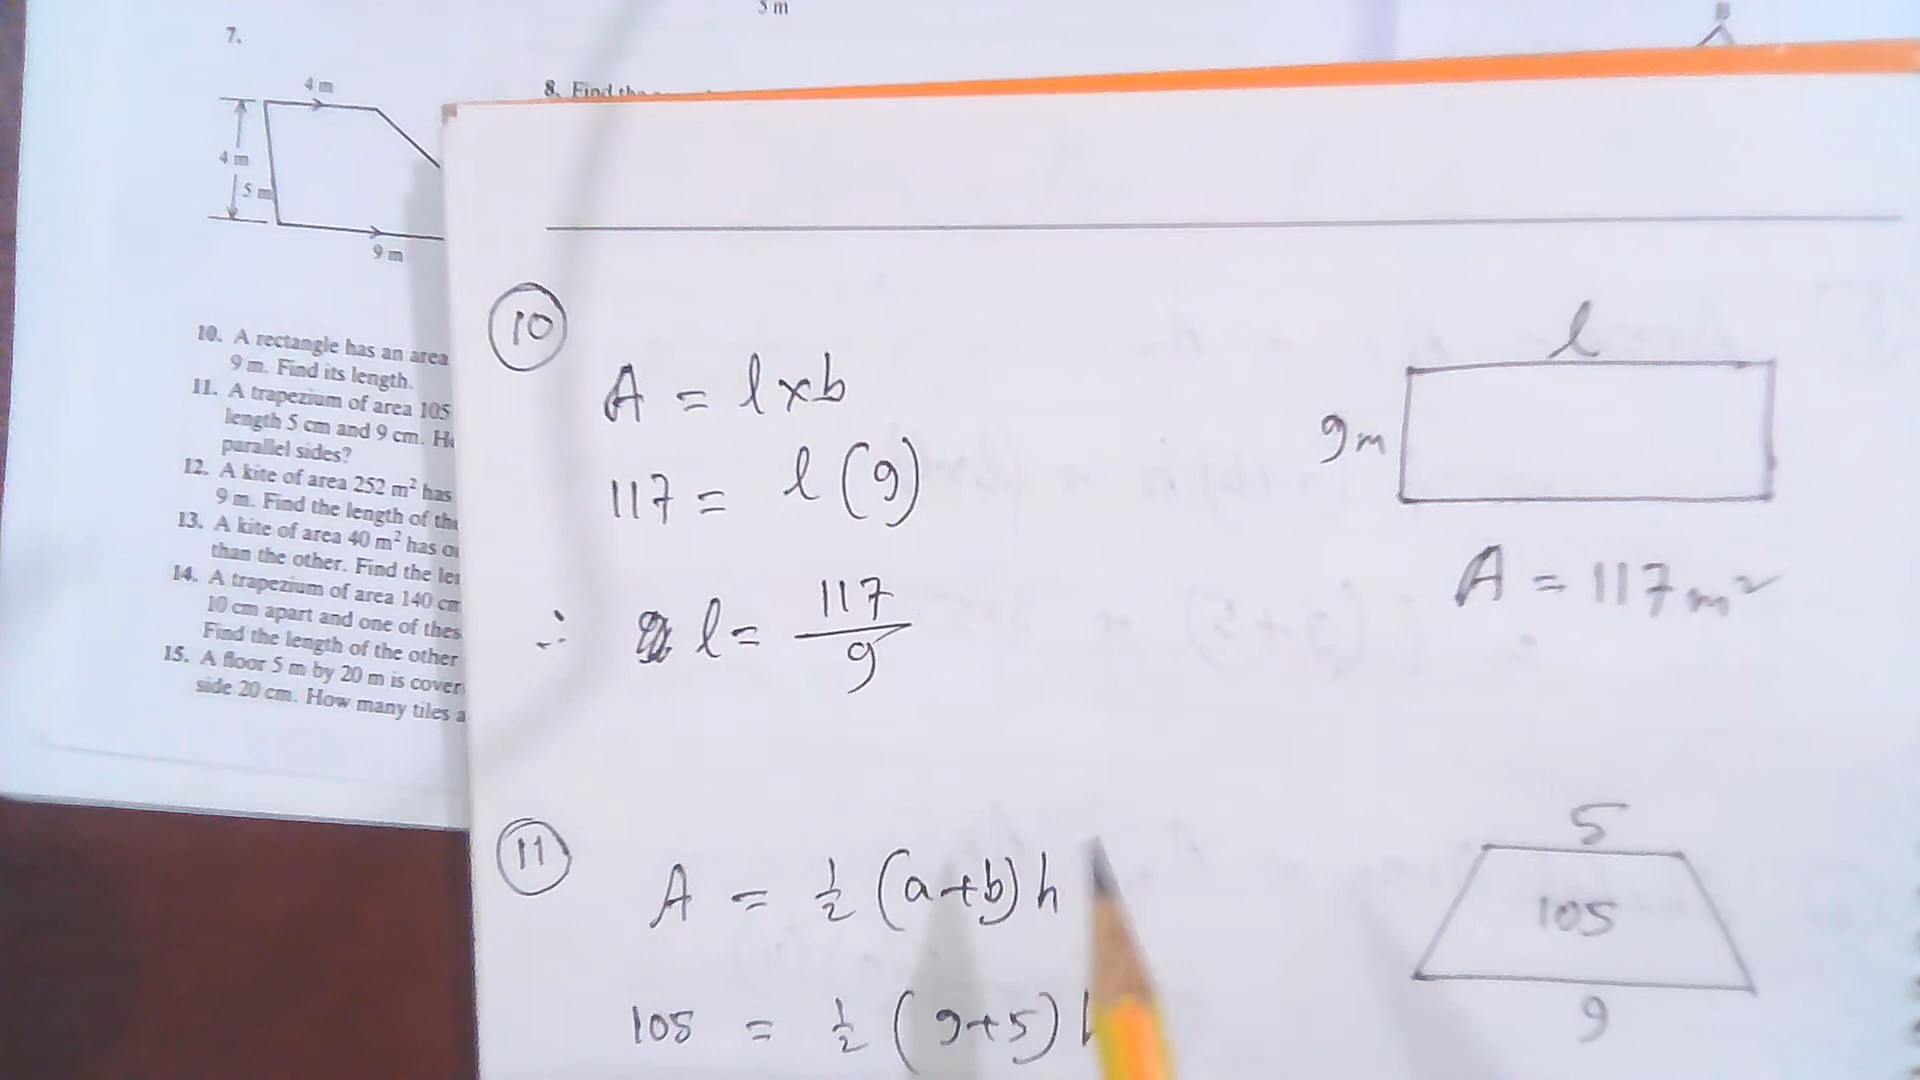 3 m
7.
4 m
8. Find the
4 m
5 m
9 m
10. A rectangle has an area
9 m. Find its length.
11. A trapezium of area 105
length 5 cm and 9 cm. H
parallel sides?
12. A kite of area 252 m² has
9 m. Find the length of the
13. A kite of area 40 m² has
than the other. Find the
14. A trapezium of area 140 cm
10 cm apart and one of thes
Find the length of the other
15. A floor 5 m by 20 m is cover
side 20 cm. How many tiles a
10
A = l x b
117 = l (9)
∴ l = 117/9
l
9m
A = 117 m²
11
A = ½ (a+b) h
105 = ½ (9+5)
5
105
9